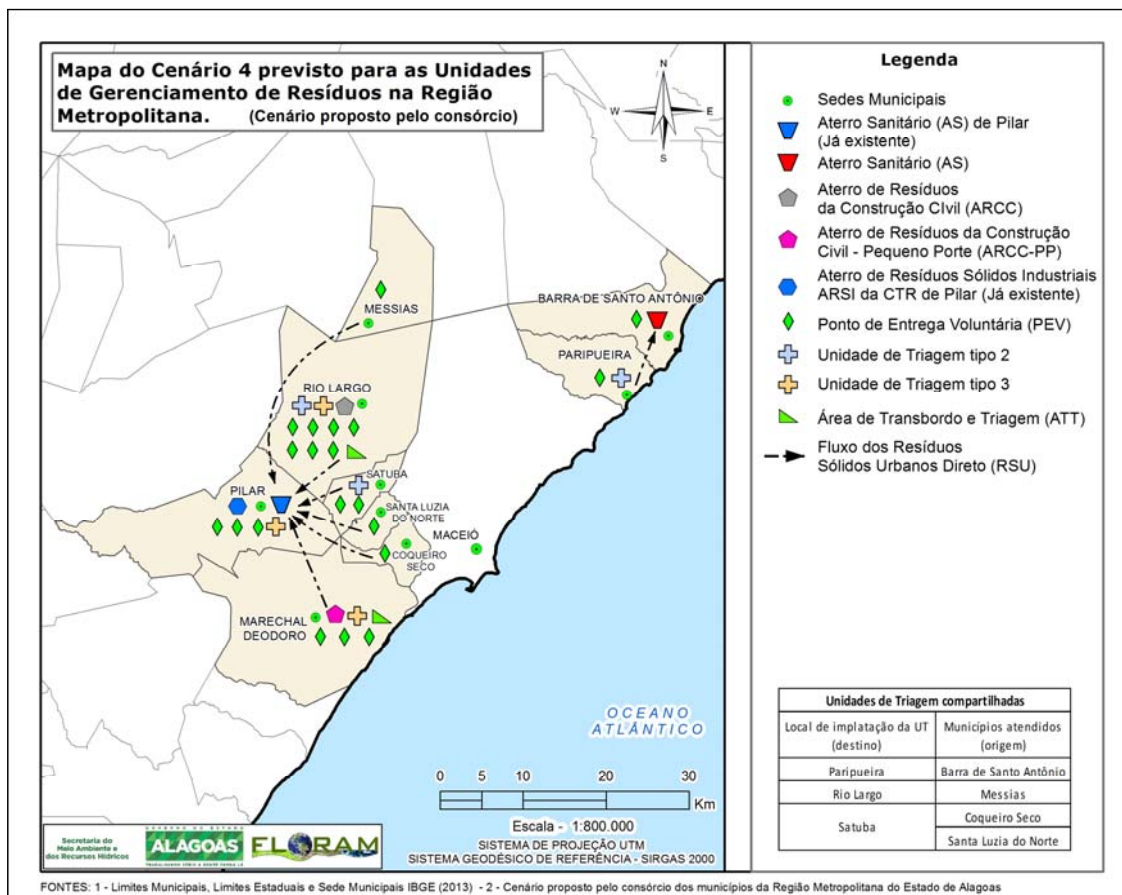 Mapa do Cenário 4 previsto para as Unidades
de Gerenciamento de Resíduos na Região
Metropolitana. (Cenário proposto pelo consórcio)
N
W
E
S
MESSIAS
BARRA DE SANTO ANTÔNIO
PARIPUEIRA
RIO LARGO
SATUBA
PILAR
SANTA LUZIA
DO NORTE
MACEIÓ
COQUEIRO
SECO
MARECHAL
DEODORO
OCEANO
ATLÂNTICO
0 5 10 20 30
Km
Escala - 1:800.000
SISTEMA DE PROJEÇÃO UTM
SISTEMA GEODÉSICO DE REFERÊNCIA - SIRGAS 2000
Secretaria do
Meio Ambiente e
dos Recursos Hídricos
GOVERNO DO ESTADO
ALAGOAS
FLORAM
Legenda
Sedes Municipais
Aterro Sanitário (AS) de Pilar
(Já existente)
Aterro Sanitário (AS)
Aterro de Resíduos
da Construção CIvil (ARCC)
Aterro de Resíduos da Construção
Civil - Pequeno Porte (ARCC-PP)
Aterro de Resíduos Sólidos Industriais
ARSI da CTR de Pilar (Já existente)
Ponto de Entrega Voluntária (PEV)
Unidade de Triagem tipo 2
Unidade de Triagem tipo 3
Área de Transbordo e Triagem (ATT)
Fluxo dos Resíduos
Sólidos Urbanos Direto (RSU)
Unidades de Triagem compartilhadas
Local de implatação da UT
(destino)
Municípios atendidos
(origem)
Paripueira
Barra de Santo Antônio
Rio Largo
Messias
Satuba
Coqueiro Seco
Santa Luzia do Norte
FONTES: 1 - Limites Municipais, Limites Estaduais e Sede Municipais IBGE (2013) - 2 - Cenário proposto pelo consórcio dos municípios da Região Metropolitana do Estado de Alagoas